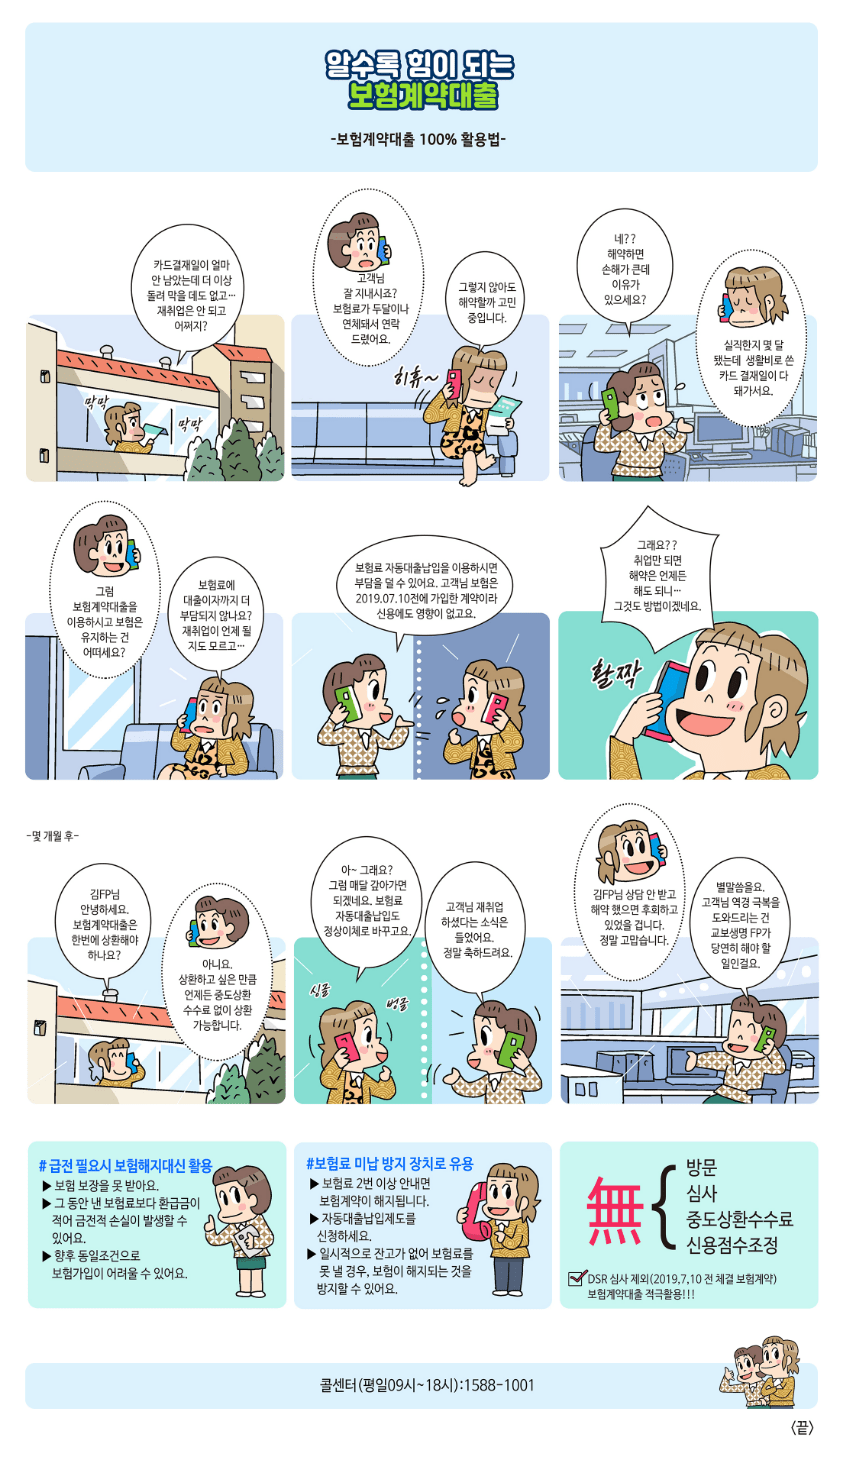 알수록 힘이 되는
보험계약대출
-보험계약대출 100% 활용법-
카드결재일이 얼마
안 남았는데 더 이상
돌려 막을 데도 없고…
재취업은 안 되고
어쩌지?
막막
막막
고객님
잘 지내시죠?
보험료가 두달이나
연체돼서 연락
드렸어요.
그렇지 않아도
해약할까 고민
중입니다.
히휴~
네??
해약하면
손해가 큰데
이유가
있으세요?
실직한지 몇 달
됐는데 생활비로 쓴
카드 결재일이 다
돼가서요.
그럼
보험계약대출을
이용하시고 보험은
유지하는 건
어떠세요?
보험료에
대출이자까지 더
부담되지 않나요?
재취업이 언제 될
지도 모르고…
보험료 자동대출납입을 이용하시면
부담을 덜 수 있어요. 고객님 보험은
2019.07.10전에 가입한 계약이라
신용에도 영향이 없고요.
그래요??
취업만 되면
해약은 언제든
해도 되니…
그것도 방법이겠네요.
활짝
-몇 개월 후-
김FP님
안녕하세요.
보험계약대출은
한번에 상환해야
하나요?
아니요.
상환하고 싶은 만큼
언제든 중도상환
수수료 없이 상환
가능합니다.
아~ 그래요?
그럼 매달 갚아가면
되겠네요. 보험료
자동대출납입도
정상이체로 바꾸고요.
고객님 재취업
하셨다는 소식은
들었어요.
정말 축하드려요.
싱글
벙글
김FP님 상담 안 받고
해약 했으면 후회하고
있었을 겁니다.
정말 고맙습니다.
별말씀을요.
고객님 역경 극복을
도와드리는 건
교보생명 FP가
당연히 해야 할
일인걸요.
# 급전 필요시 보험해지대신 활용
▶ 보험 보장을 못 받아요.
▶ 그 동안 낸 보험료보다 환급금이
적어 금전적 손실이 발생할 수
있어요.
▶ 향후 동일조건으로
보험가입이 어려울 수 있어요.
#보험료 미납 방지 장치로 유용
▶ 보험료 2번 이상 안내면
보험계약이 해지됩니다.
▶ 자동대출납입제도를
신청하세요.
▶ 일시적으로 잔고가 없어 보험료를
못 낼 경우, 보험이 해지되는 것을
방지할 수 있어요.
無
방문
심사
중도상환수수료
신용점수조정
DSR 심사 제외(2019,7,10 전 체결 보험계약)
보험계약대출 적극활용!!!
콜센터(평일09시~18시):1588-1001
〈끝〉